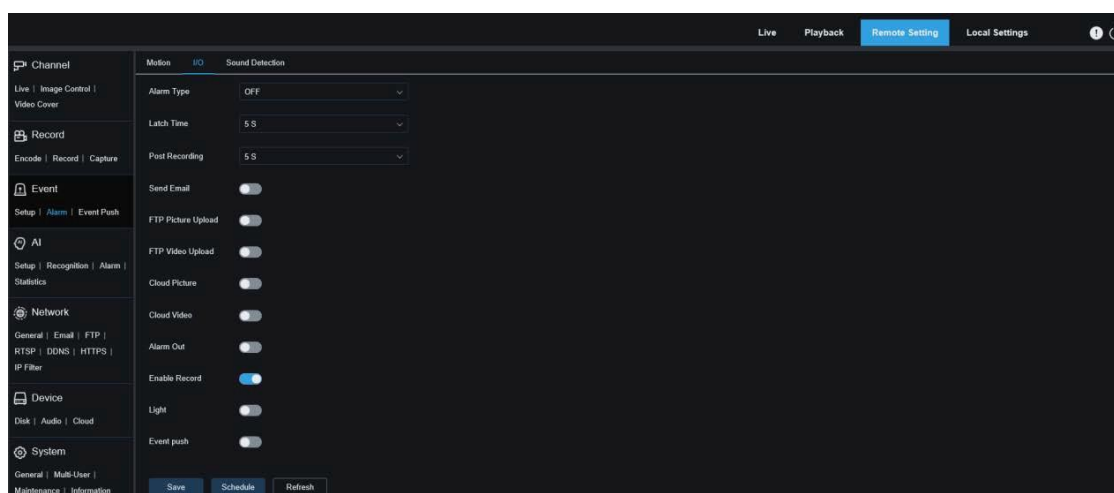 Live Playback Remote Setting Local Settings
Channel
Live | Image Control |
Video Cover
Record
Encode | Record | Capture
Event
Setup | Alarm | Event Push
AI
Setup | Recognition | Alarm |
Statistics
Network
General | Email | FTP |
RTSP | DDNS | HTTPS |
IP Filter
Device
Disk | Audio | Cloud
System
General | Multi-User |
Maintenance | Information
Motion I/O Sound Detection
Alarm Type OFF
Latch Time 5 S
Post Recording 5 S
Send Email
FTP Picture Upload
FTP Video Upload
Cloud Picture
Cloud Video
Alarm Out
Enable Record
Light
Event push
Save Schedule Refresh